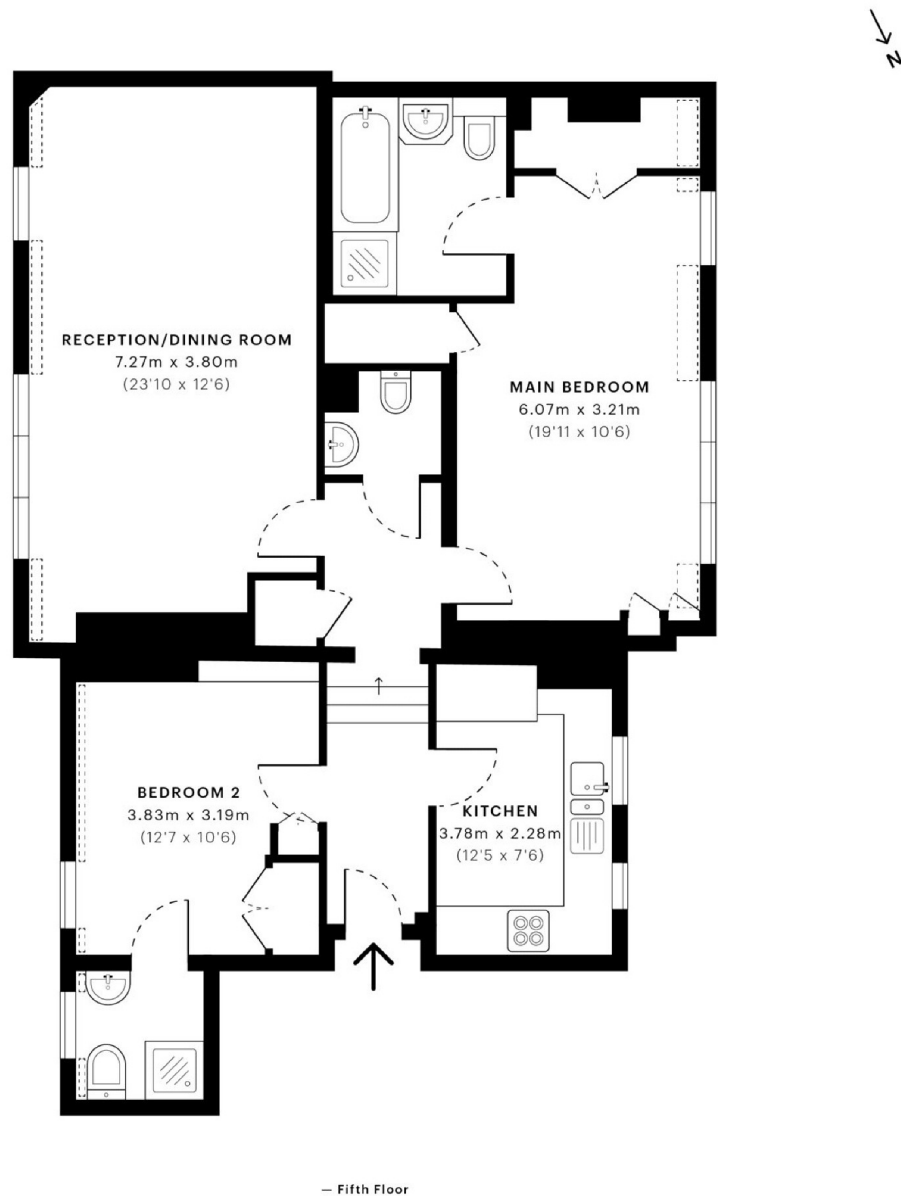 N
RECEPTION/DINING ROOM
7.27m x 3.80m
(23'10 x 12'6)
MAIN BEDROOM
6.07m x 3.21m
(19'11 x 10'6)
BEDROOM 2
3.83m x 3.19m
(12'7 x 10'6)
KITCHEN
3.78m x 2.28m
(12'5 x 7'6)
— Fifth Floor